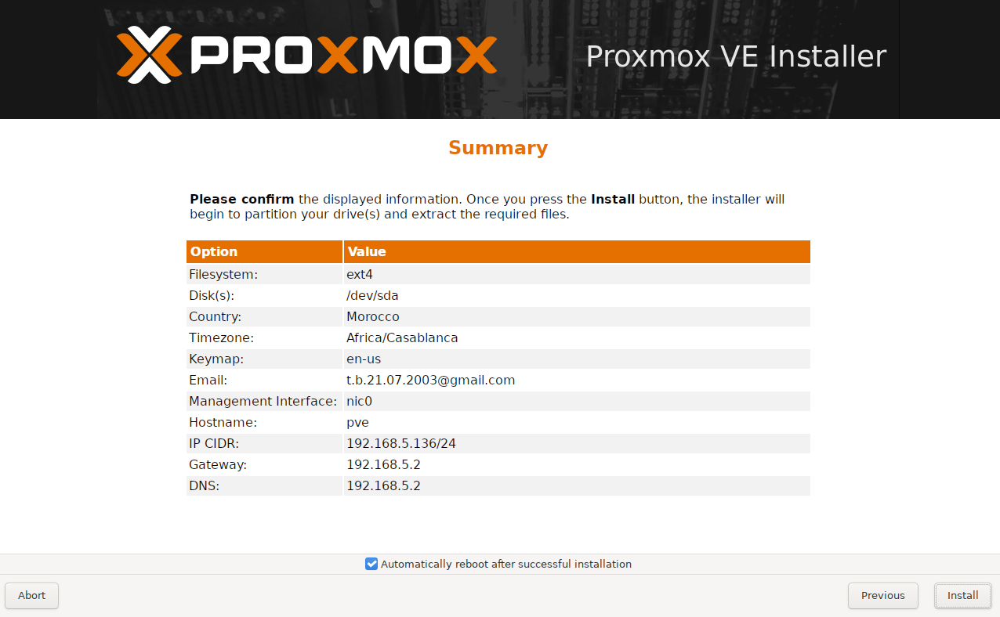 PROXMOX
Proxmox VE Installer
Summary
Please confirm the displayed information. Once you press the Install button, the installer will
begin to partition your drive(s) and extract the required files.
Option Value
Filesystem: ext4
Disk(s): /dev/sda
Country: Morocco
Timezone: Africa/Casablanca
Keymap: en-us
Email: t.b.21.07.2003@gmail.com
Management Interface: nic0
Hostname: pve
IP CIDR: 192.168.5.136/24
Gateway: 192.168.5.2
DNS: 192.168.5.2
Automatically reboot after successful installation
Abort Previous Install